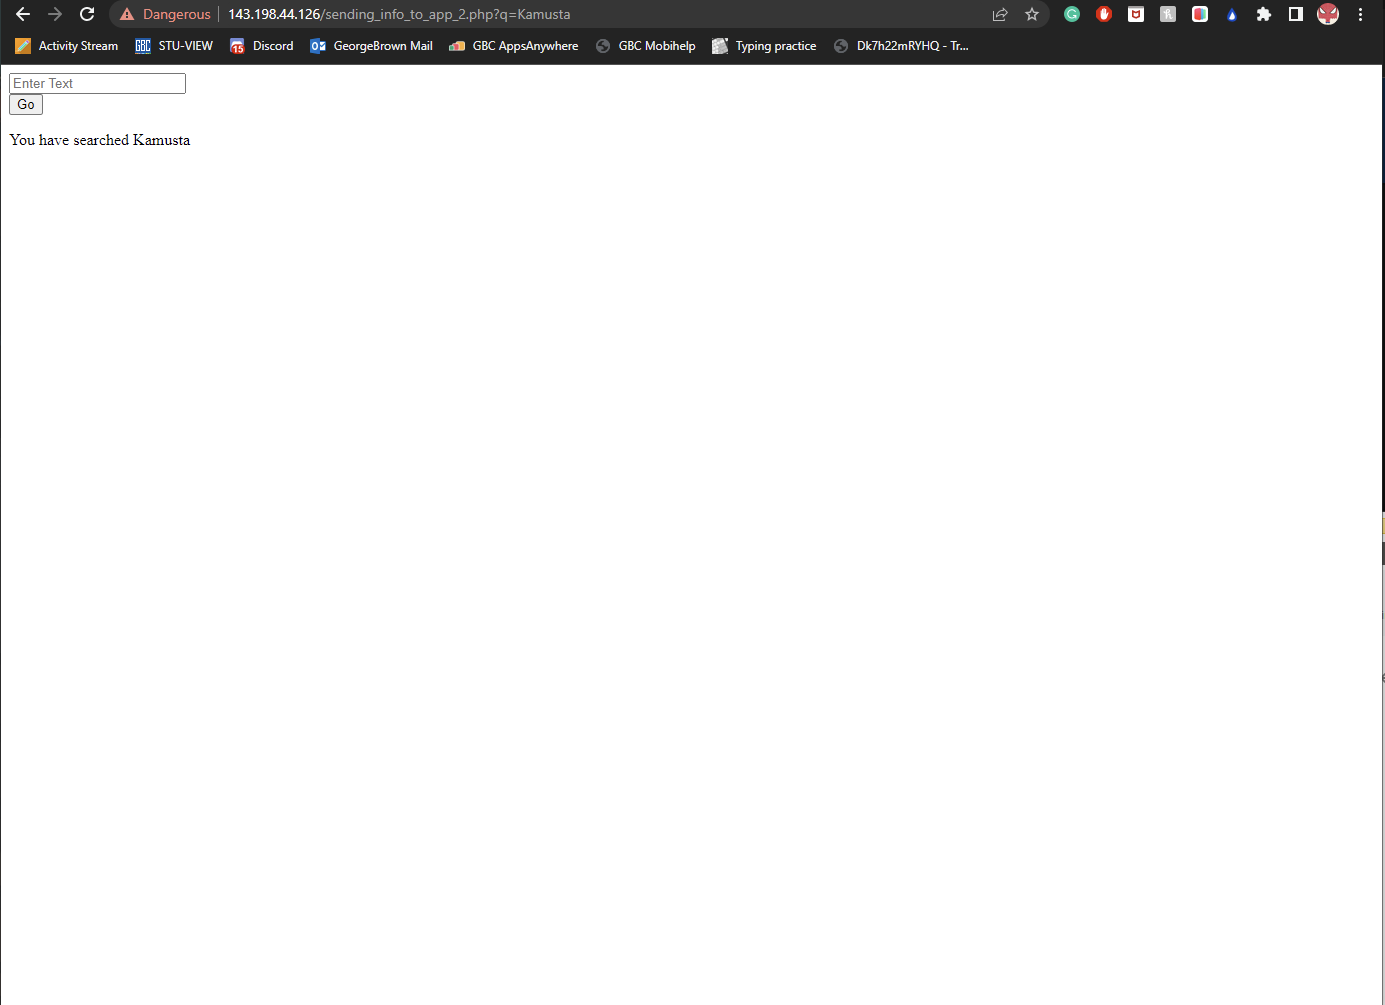 Dangerous 143.198.44.126/sending_info_to_app_2.php?q=Kamusta
Activity Stream GBC STU-VIEW 15 Discord GeorgeBrown Mail GBC AppsAnywhere GBC Mobihelp Typing practice Dk7h22mRYHQ - Tr...
Enter Text
Go
You have searched Kamusta